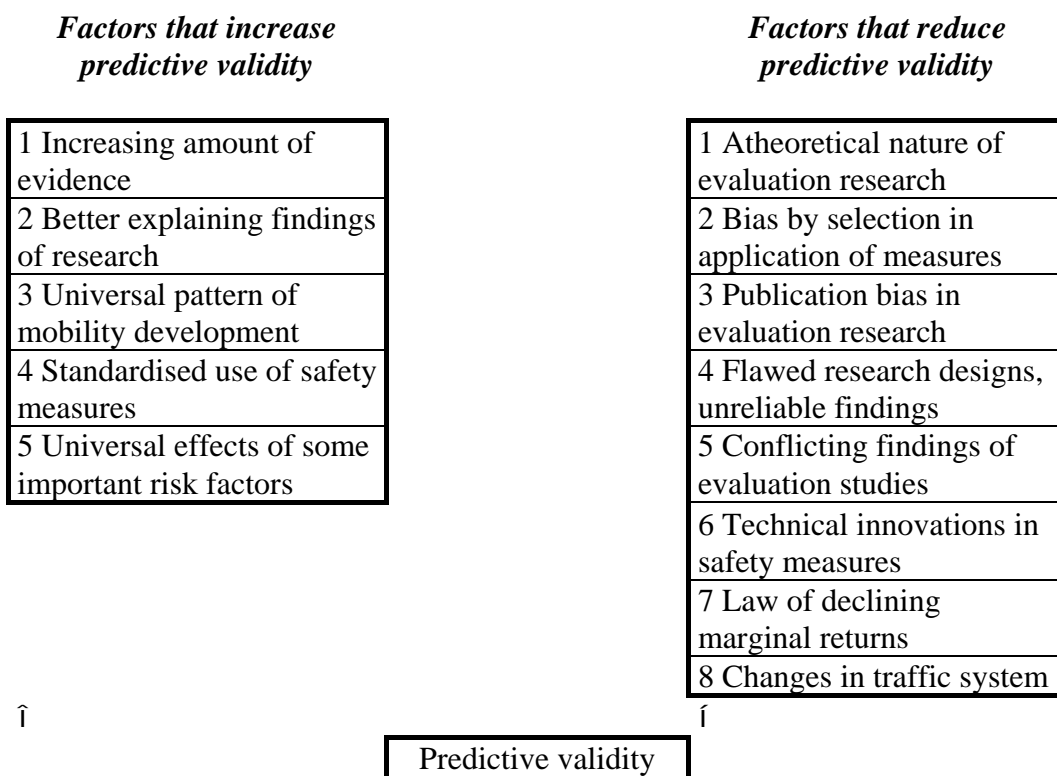 Factors that increase
predictive validity
1 Increasing amount of
evidence
2 Better explaining findings
of research
3 Universal pattern of
mobility development
4 Standardised use of safety
measures
5 Universal effects of some
important risk factors
Factors that reduce
predictive validity
1 Atheoretical nature of
evaluation research
2 Bias by selection in
application of measures
3 Publication bias in
evaluation research
4 Flawed research designs,
unreliable findings
5 Conflicting findings of
evaluation studies
6 Technical innovations in
safety measures
7 Law of declining
marginal returns
8 Changes in traffic system
Î
Í
Predictive validity